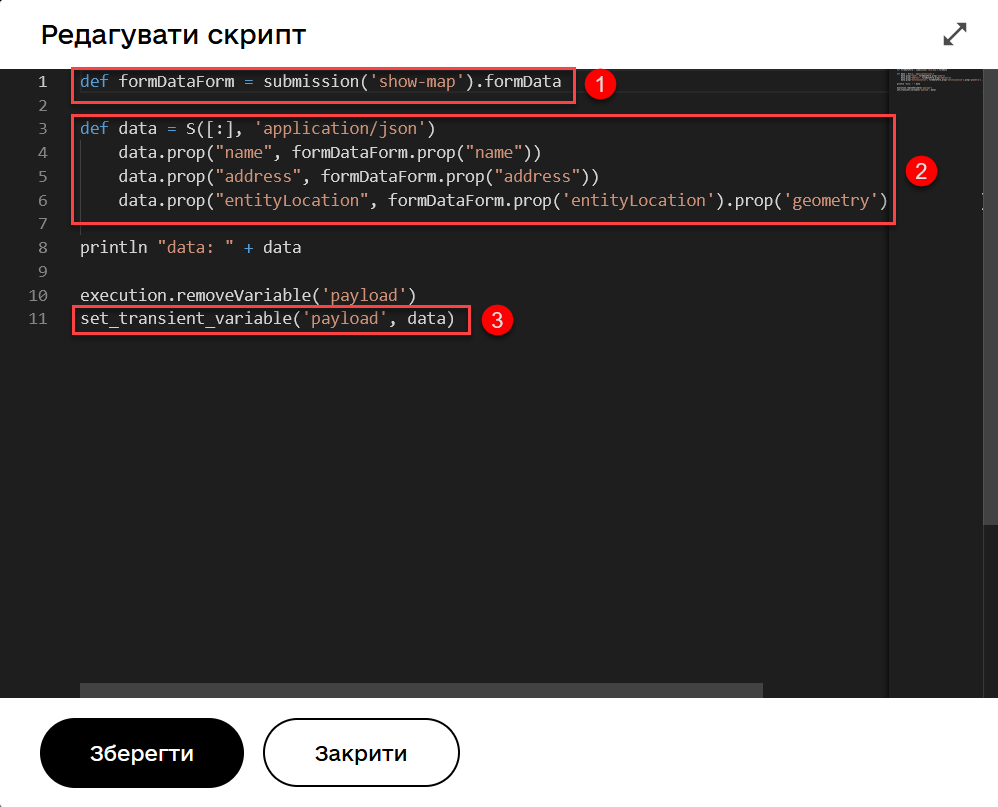 Редагувати скрипт
1 def formDataForm = submission('show-map').formData
1
2
3 def data = S([:], 'application/json')
4 data.prop("name", formDataForm.prop("name"))
5 data.prop("address", formDataForm.prop("address"))
2
6 data.prop("entityLocation", formDataForm.prop('entityLocation').prop('geometry')
7
8 println "data: " + data
9
10 execution.removeVariable('payload')
11 set_transient_variable('payload', data)
3
Зберегти
Закрити